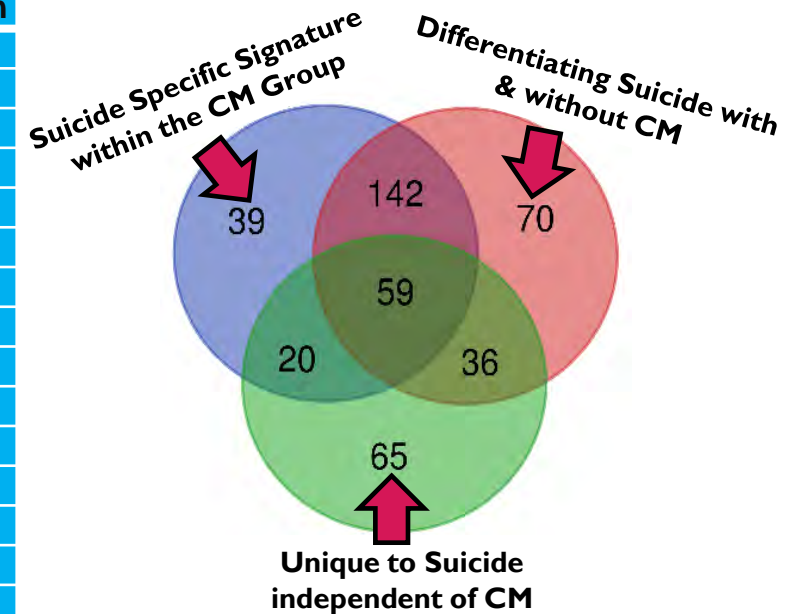 n
Suicide Specific Signature
within the CM Group
Differentiating Suicide with
& without CM
39
142
70
59
20
36
65
Unique to Suicide
independent of CM